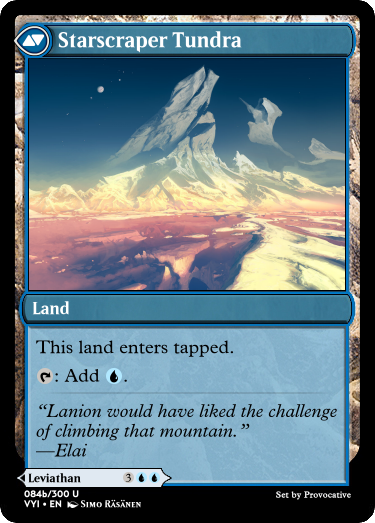 Starscraper Tundra
Land
This land enters tapped.
: Add .
“Lanion would have liked the challenge
of climbing that mountain.”
—Elai
Leviathan 3
084b/300 U
VYI • EN Simo Räsänen
Set by Provocative